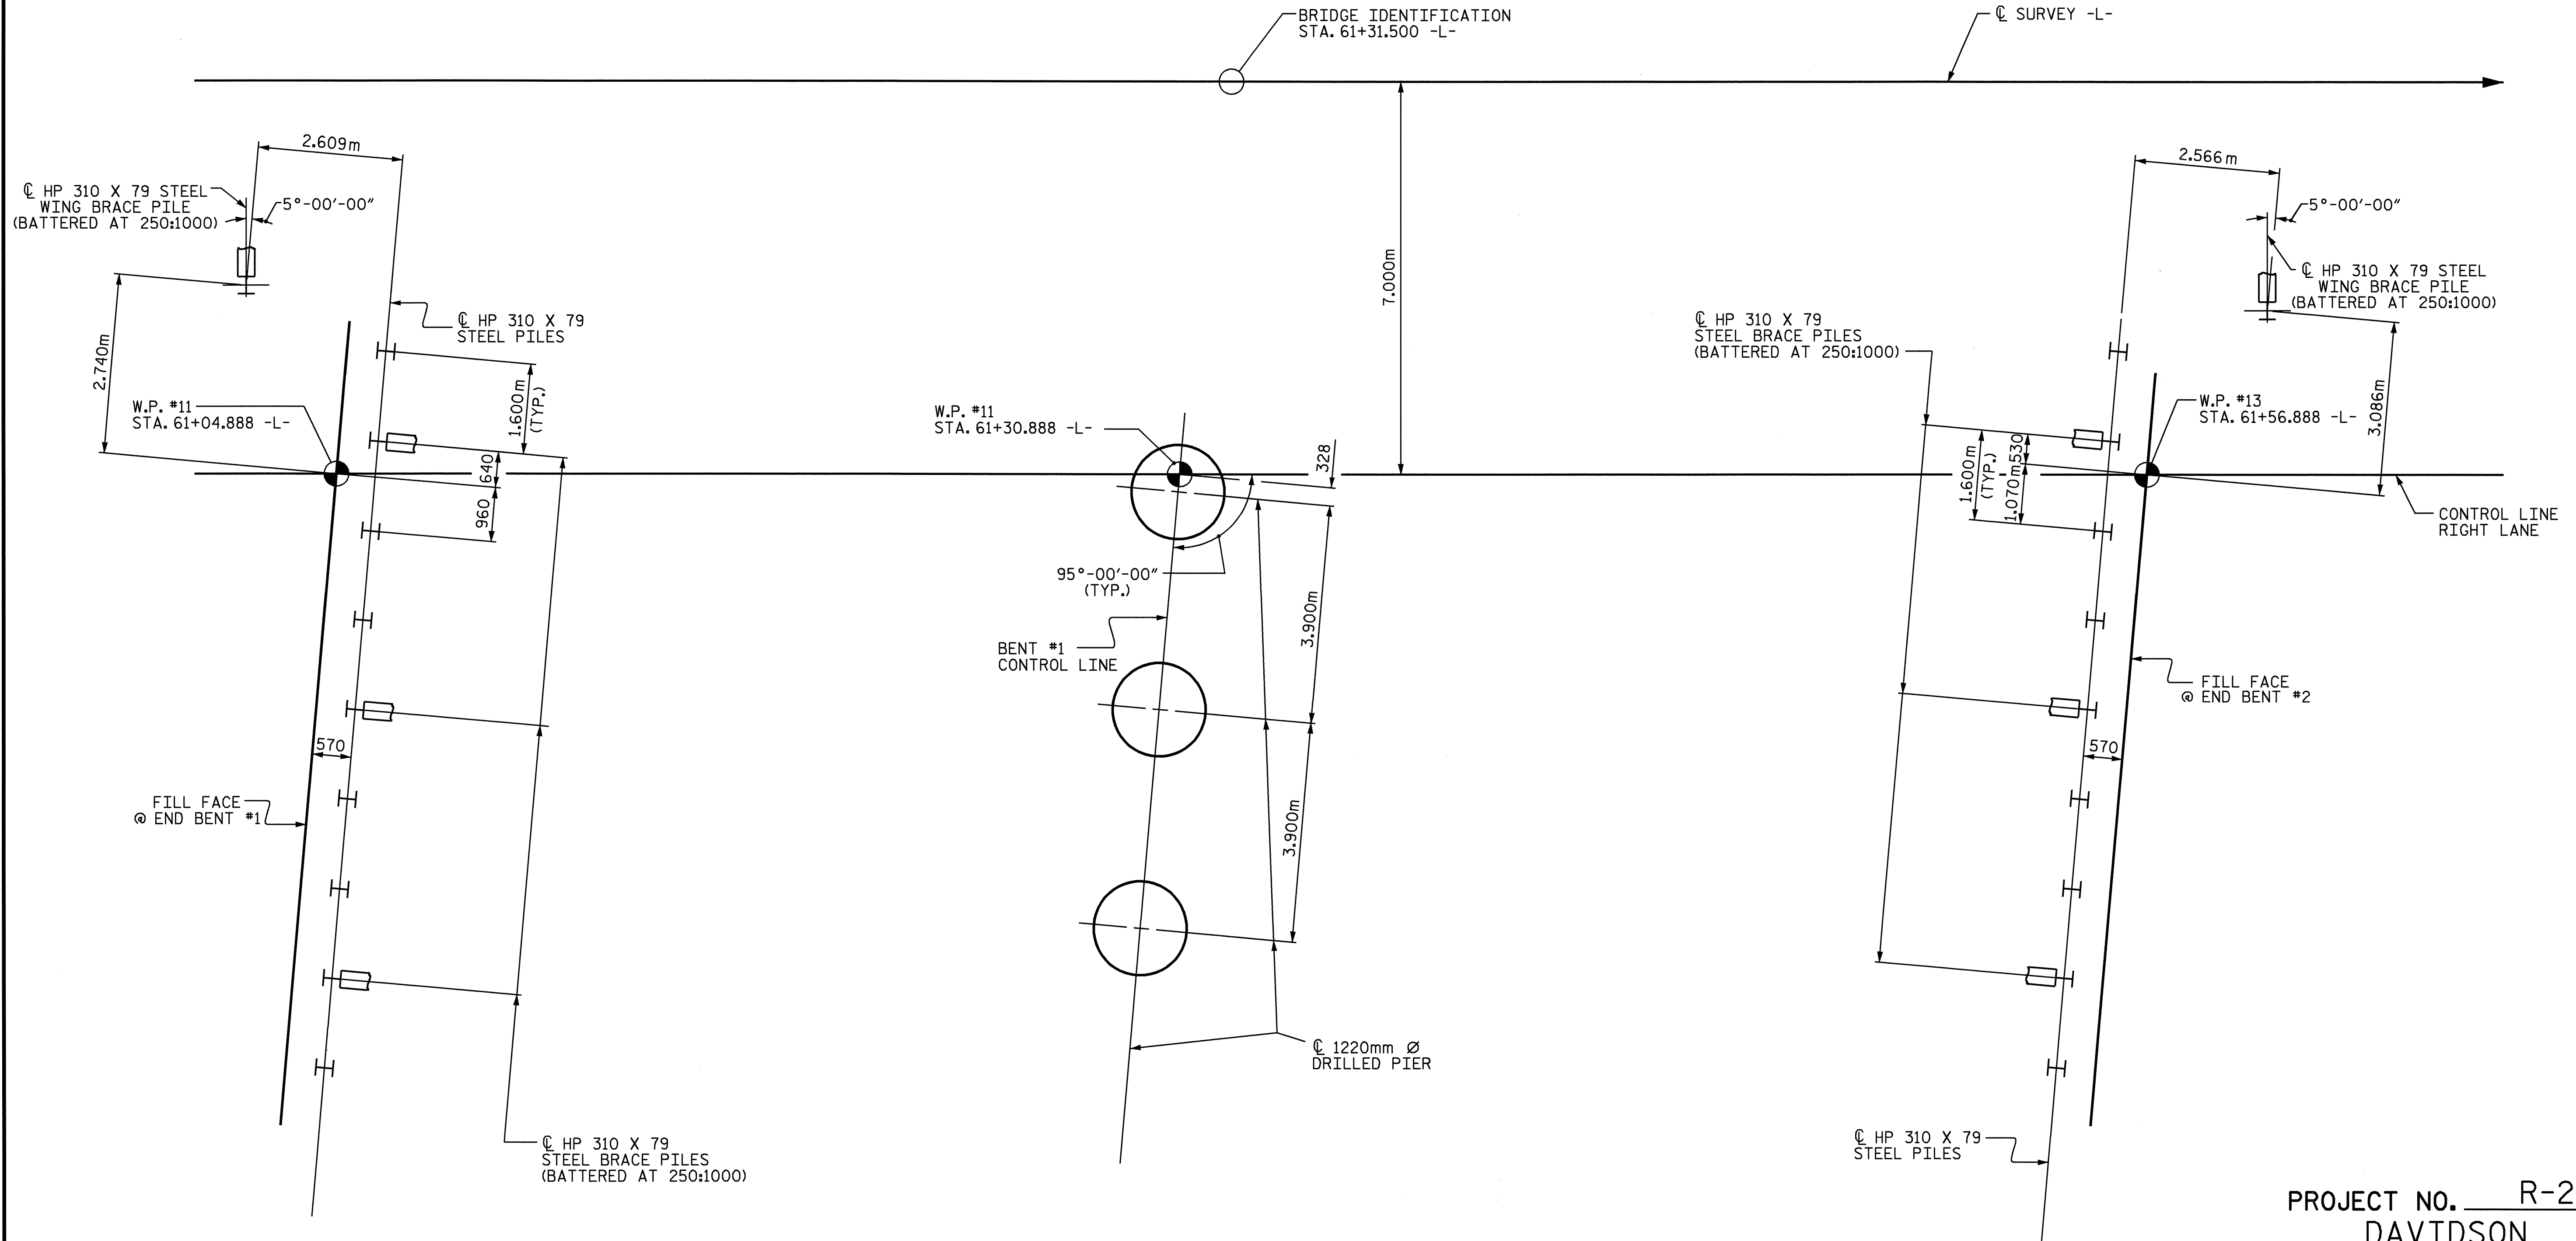 BRIDGE IDENTIFICATION
STA. 61+31.500 -L-
℄ SURVEY -L-
2.609m
℄ HP 310 X 79 STEEL
WING BRACE PILE
(BATTERED AT 250:1000)
5°-00'-00"
2.740m
W.P. #11
STA. 61+04.888 -L-
℄ HP 310 X 79
STEEL PILES
1.600m
(TYP.)
640
960
570
FILL FACE
@ END BENT #1
℄ HP 310 X 79
STEEL BRACE PILES
(BATTERED AT 250:1000)
W.P. #11
STA. 61+30.888 -L-
7.000m
328
95°-00'-00"
(TYP.)
BENT #1
CONTROL LINE
3.900m
3.900m
℄ 1220mm Ø
DRILLED PIER
2.566m
5°-00'-00"
℄ HP 310 X 79 STEEL
WING BRACE PILE
(BATTERED AT 250:1000)
℄ HP 310 X 79
STEEL BRACE PILES
(BATTERED AT 250:1000)
W.P. #13
STA. 61+56.888 -L-
3.086m
1.600m
(TYP.)
530
1.070m
CONTROL LINE
RIGHT LANE
FILL FACE
@ END BENT #2
570
℄ HP 310 X 79
STEEL PILES
PROJECT NO. R-2
DAVIDSON